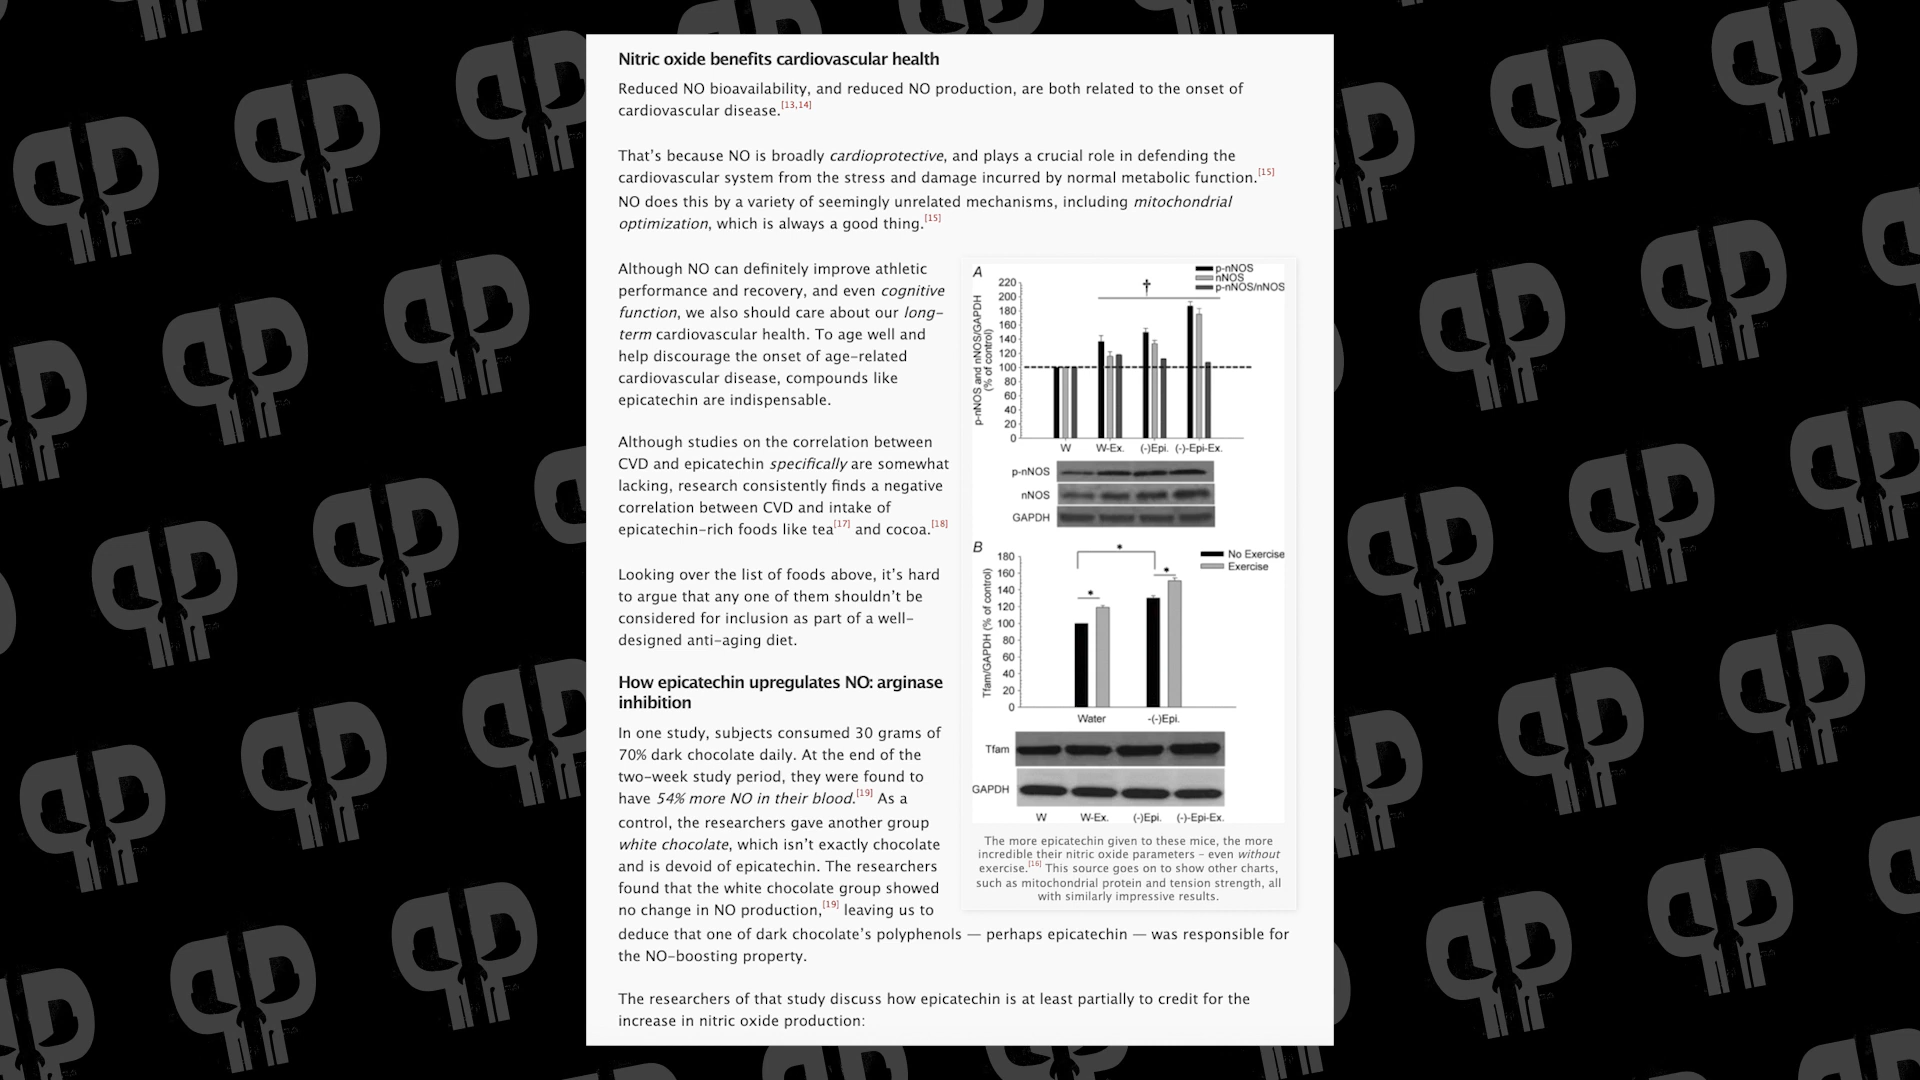 Nitric oxide benefits cardiovascular health
Reduced NO bioavailability, and reduced NO production, are both related to the onset of
cardiovascular disease.[13,14]
That's because NO is broadly cardioprotective, and plays a crucial role in defending the
cardiovascular system from the stress and damage incurred by normal metabolic function.[15]
NO does this by a variety of seemingly unrelated mechanisms, including mitochondrial
optimization, which is always a good thing.[15]
Although NO can definitely improve athletic
performance and recovery, and even cognitive
function, we also should care about our long-
term cardiovascular health. To age well and
help discourage the onset of age-related
cardiovascular disease, compounds like
epicatechin are indispensable.
Although studies on the correlation between
CVD and epicatechin specifically are somewhat
lacking, research consistently finds a negative
correlation between CVD and intake of
epicatechin-rich foods like tea[17] and cocoa.[18]
Looking over the list of foods above, it's hard
to argue that any one of them shouldn't be
considered for inclusion as part of a well-
designed anti-aging diet.
How epicatechin upregulates NO: arginase
inhibition
In one study, subjects consumed 30 grams of
70% dark chocolate daily. At the end of the
two-week study period, they were found to
have 54% more NO in their blood.[19] As a
control, the researchers gave another group
white chocolate, which isn't exactly chocolate
and is devoid of epicatechin. The researchers
found that the white chocolate group showed
no change in NO production,[19] leaving us to
deduce that one of dark chocolate's polyphenols — perhaps epicatechin — was responsible for
the NO-boosting property.
The researchers of that study discuss how epicatechin is at least partially to credit for the
increase in nitric oxide production:
A
p-nNOS
nNOS
p-nNOS/nNOS
†
p-nNOS and nNOS/GAPDH
(% of control)
220
200
180
160
140
120
100
80
60
40
20
0
W W-Ex. (-)Epi. (-)-Epi-Ex.
p-nNOS
nNOS
GAPDH
B
No Exercise
Exercise
* * *
Tfam/GAPDH (% of control)
180
160
140
120
100
80
60
40
20
0
Water -(-)Epi.
Tfam
GAPDH
W W-Ex. (-)Epi. (-)-Epi-Ex.
The more epicatechin given to these mice, the more
incredible their nitric oxide parameters – even without
exercise.[16] This source goes on to show other charts,
such as mitochondrial protein and tension strength, all
with similarly impressive results.